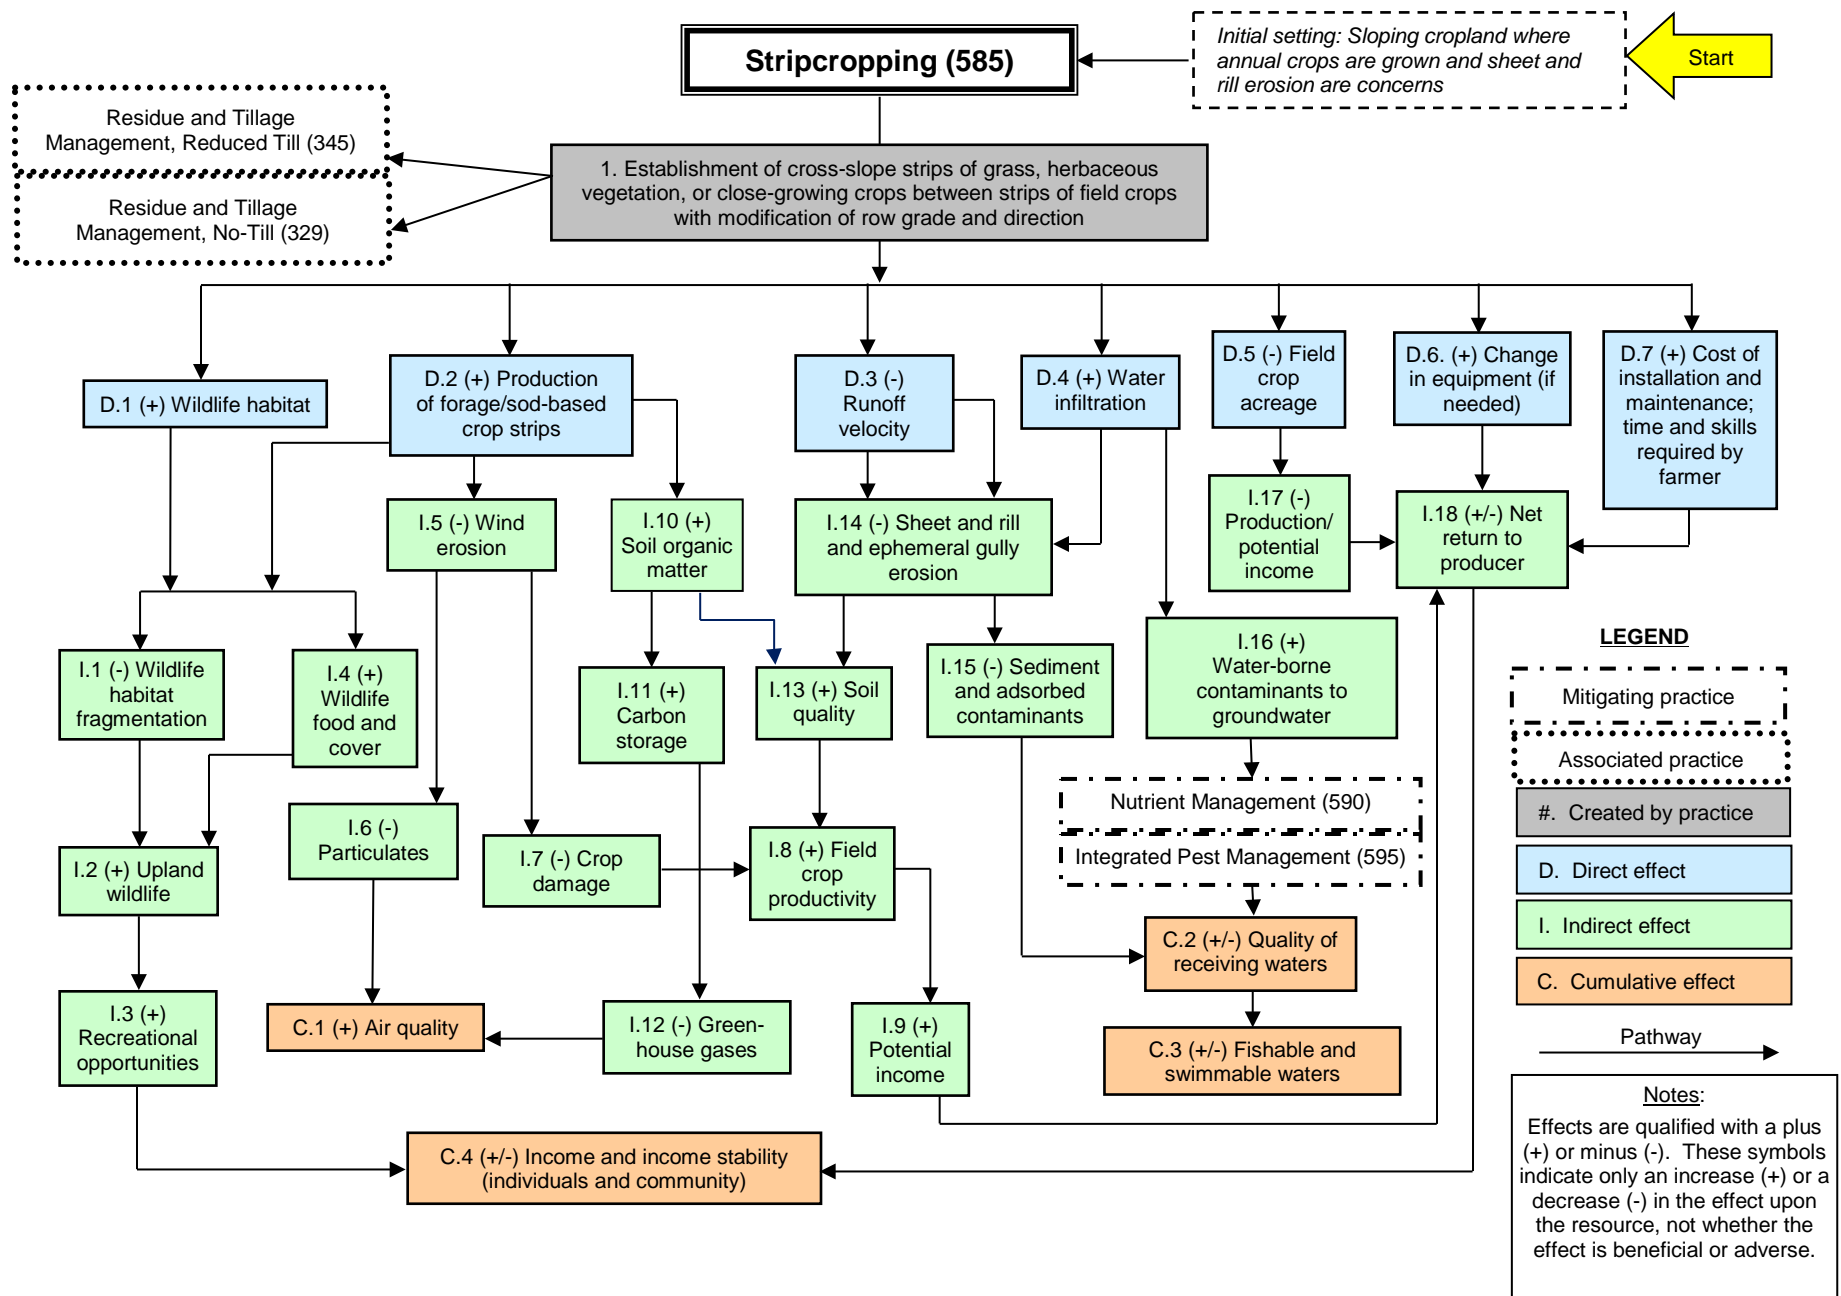 Stripcropping (585)
Initial setting: Sloping cropland where
annual crops are grown and sheet and
rill erosion are concerns
Start
Residue and Tillage
Management, Reduced Till (345)
Residue and Tillage
Management, No-Till (329)
1. Establishment of cross-slope strips of grass, herbaceous
vegetation, or close-growing crops between strips of field crops
with modification of row grade and direction
D.1 (+) Wildlife habitat
D.2 (+) Production
of forage/sod-based
crop strips
D.3 (-)
Runoff
velocity
D.4 (+) Water
infiltration
D.5 (-) Field
crop
acreage
D.6. (+) Change
in equipment (if
needed)
D.7 (+) Cost of
installation and
maintenance;
time and skills
required by
farmer
I.5 (-) Wind
erosion
I.10 (+)
Soil organic
matter
I.14 (-) Sheet and rill
and ephemeral gully
erosion
I.17 (-)
Production/
potential
income
I.18 (+/-) Net
return to
producer
I.1 (-) Wildlife
habitat
fragmentation
I.4 (+)
Wildlife
food and
cover
I.11 (+)
Carbon
storage
I.13 (+) Soil
quality
I.15 (-) Sediment
and adsorbed
contaminants
I.16 (+)
Water-borne
contaminants to
groundwater
I.6 (-)
Particulates
I.2 (+) Upland
wildlife
I.7 (-) Crop
damage
I.8 (+) Field
crop
productivity
Nutrient Management (590)
Integrated Pest Management (595)
C.2 (+/-) Quality of
receiving waters
I.3 (+)
Recreational
opportunities
C.1 (+) Air quality
I.12 (-) Green-
house gases
I.9 (+)
Potential
income
C.3 (+/-) Fishable and
swimmable waters
C.4 (+/-) Income and income stability
(individuals and community)
LEGEND
Mitigating practice
Associated practice
#. Created by practice
D. Direct effect
I. Indirect effect
C. Cumulative effect
Pathway
Notes:
Effects are qualified with a plus
(+) or minus (-). These symbols
indicate only an increase (+) or a
decrease (-) in the effect upon
the resource, not whether the
effect is beneficial or adverse.